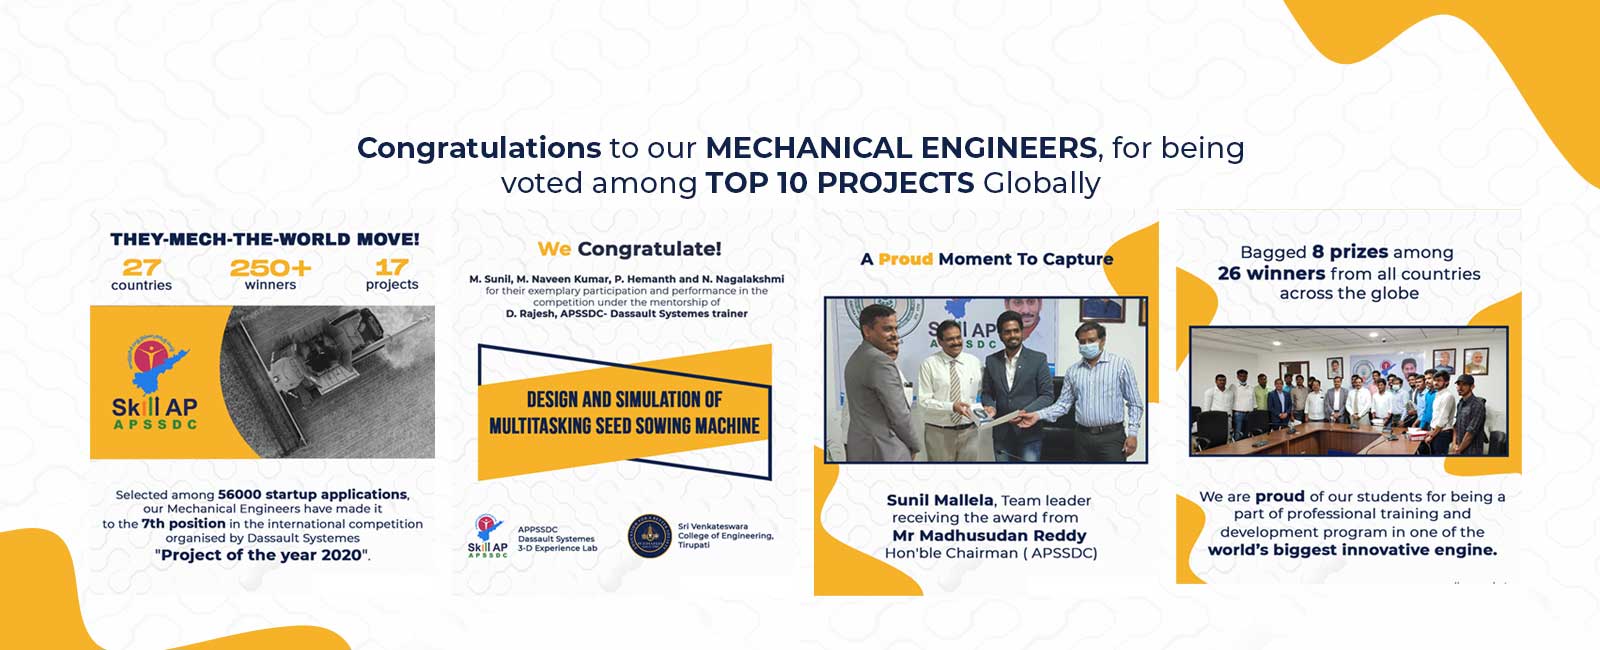 Congratulations to our MECHANICAL ENGINEERS, for being
voted among TOP 10 PROJECTS Globally
THEY-MECH-THE-WORLD MOVE!
27 250+ 17
countries winners projects
Skill AP
APSSDC
Selected among 56000 startup applications,
our Mechanical Engineers have made it
to the 7th position in the international competition
organised by Dassault Systemes
"Project of the year 2020".
We Congratulate!
M. Sunil, M. Naveen Kumar, P. Hemanth and N. Nagalakshmi
for their exemplary participation and performance in the
competition under the mentorship of
D. Rajesh, APSSDC- Dassault Systemes trainer
DESIGN AND SIMULATION OF
MULTITASKING SEED SOWING MACHINE
Skill AP
APSSDC
APPSSDC
Dassault Systemes
3-D Experience Lab
Sri Venkateswara
College of Engineering,
Tirupati
A Proud Moment To Capture
Skill AP
APSSDC
Sunil Mallela, Team leader
receiving the award from
Mr Madhusudan Reddy
Hon'ble Chairman ( APSSDC)
Bagged 8 prizes among
26 winners from all countries
across the globe
We are proud of our students for being a
part of professional training and
development program in one of the
world's biggest innovative engine.